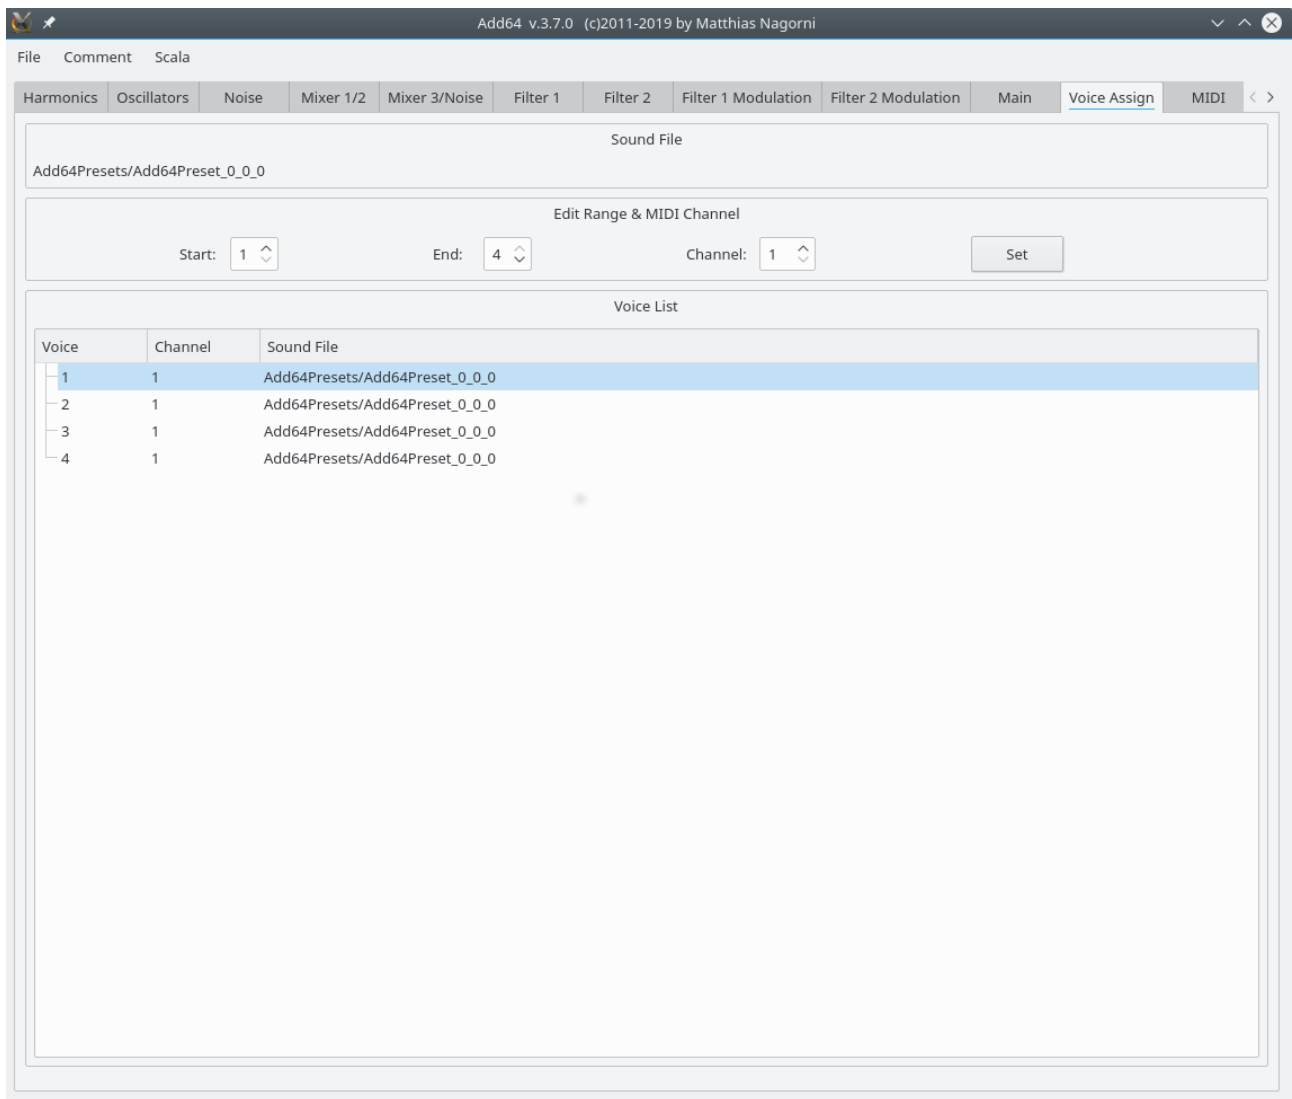 Add64 v.3.7.0 (c)2011-2019 by Matthias Nagorni
File Comment Scala
Harmonics Oscillators Noise Mixer 1/2 Mixer 3/Noise Filter 1 Filter 2 Filter 1 Modulation Filter 2 Modulation Main Voice Assign MIDI
Sound File
Add64Presets/Add64Preset_0_0_0
Edit Range & MIDI Channel
Start: 1 End: 4 Channel: 1 Set
Voice List
Voice Channel Sound File
1 1 Add64Presets/Add64Preset_0_0_0
2 1 Add64Presets/Add64Preset_0_0_0
3 1 Add64Presets/Add64Preset_0_0_0
4 1 Add64Presets/Add64Preset_0_0_0